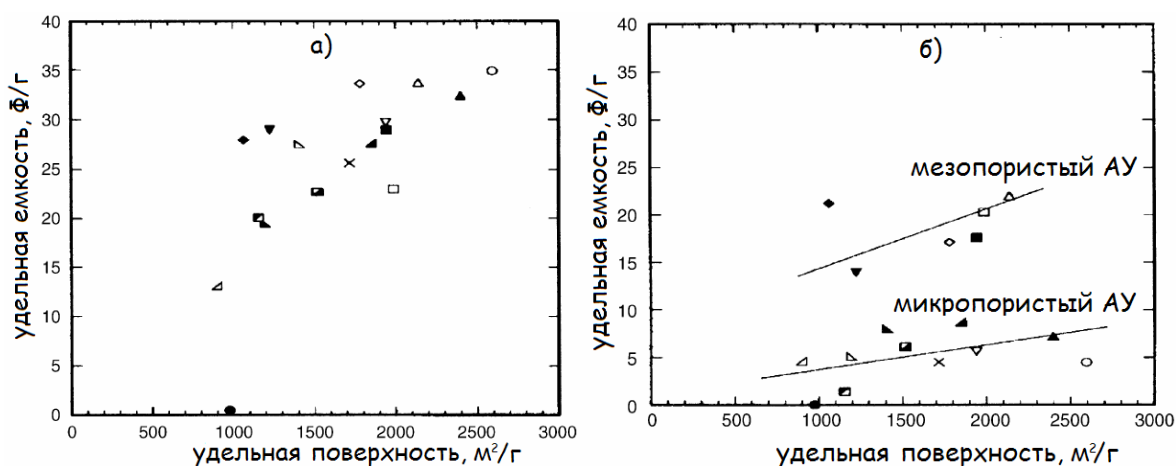 а)
удельная емкость, Ф/г
40
35
30
25
20
15
10
5
0
0 500 1000 1500 2000 2500 3000
удельная поверхность, м²/г
б)
удельная емкость, Ф/г
40
35
30
25
20
15
10
5
0
мезопористый АУ
микропористый АУ
0 500 1000 1500 2000 2500 3000
удельная поверхность, м²/г